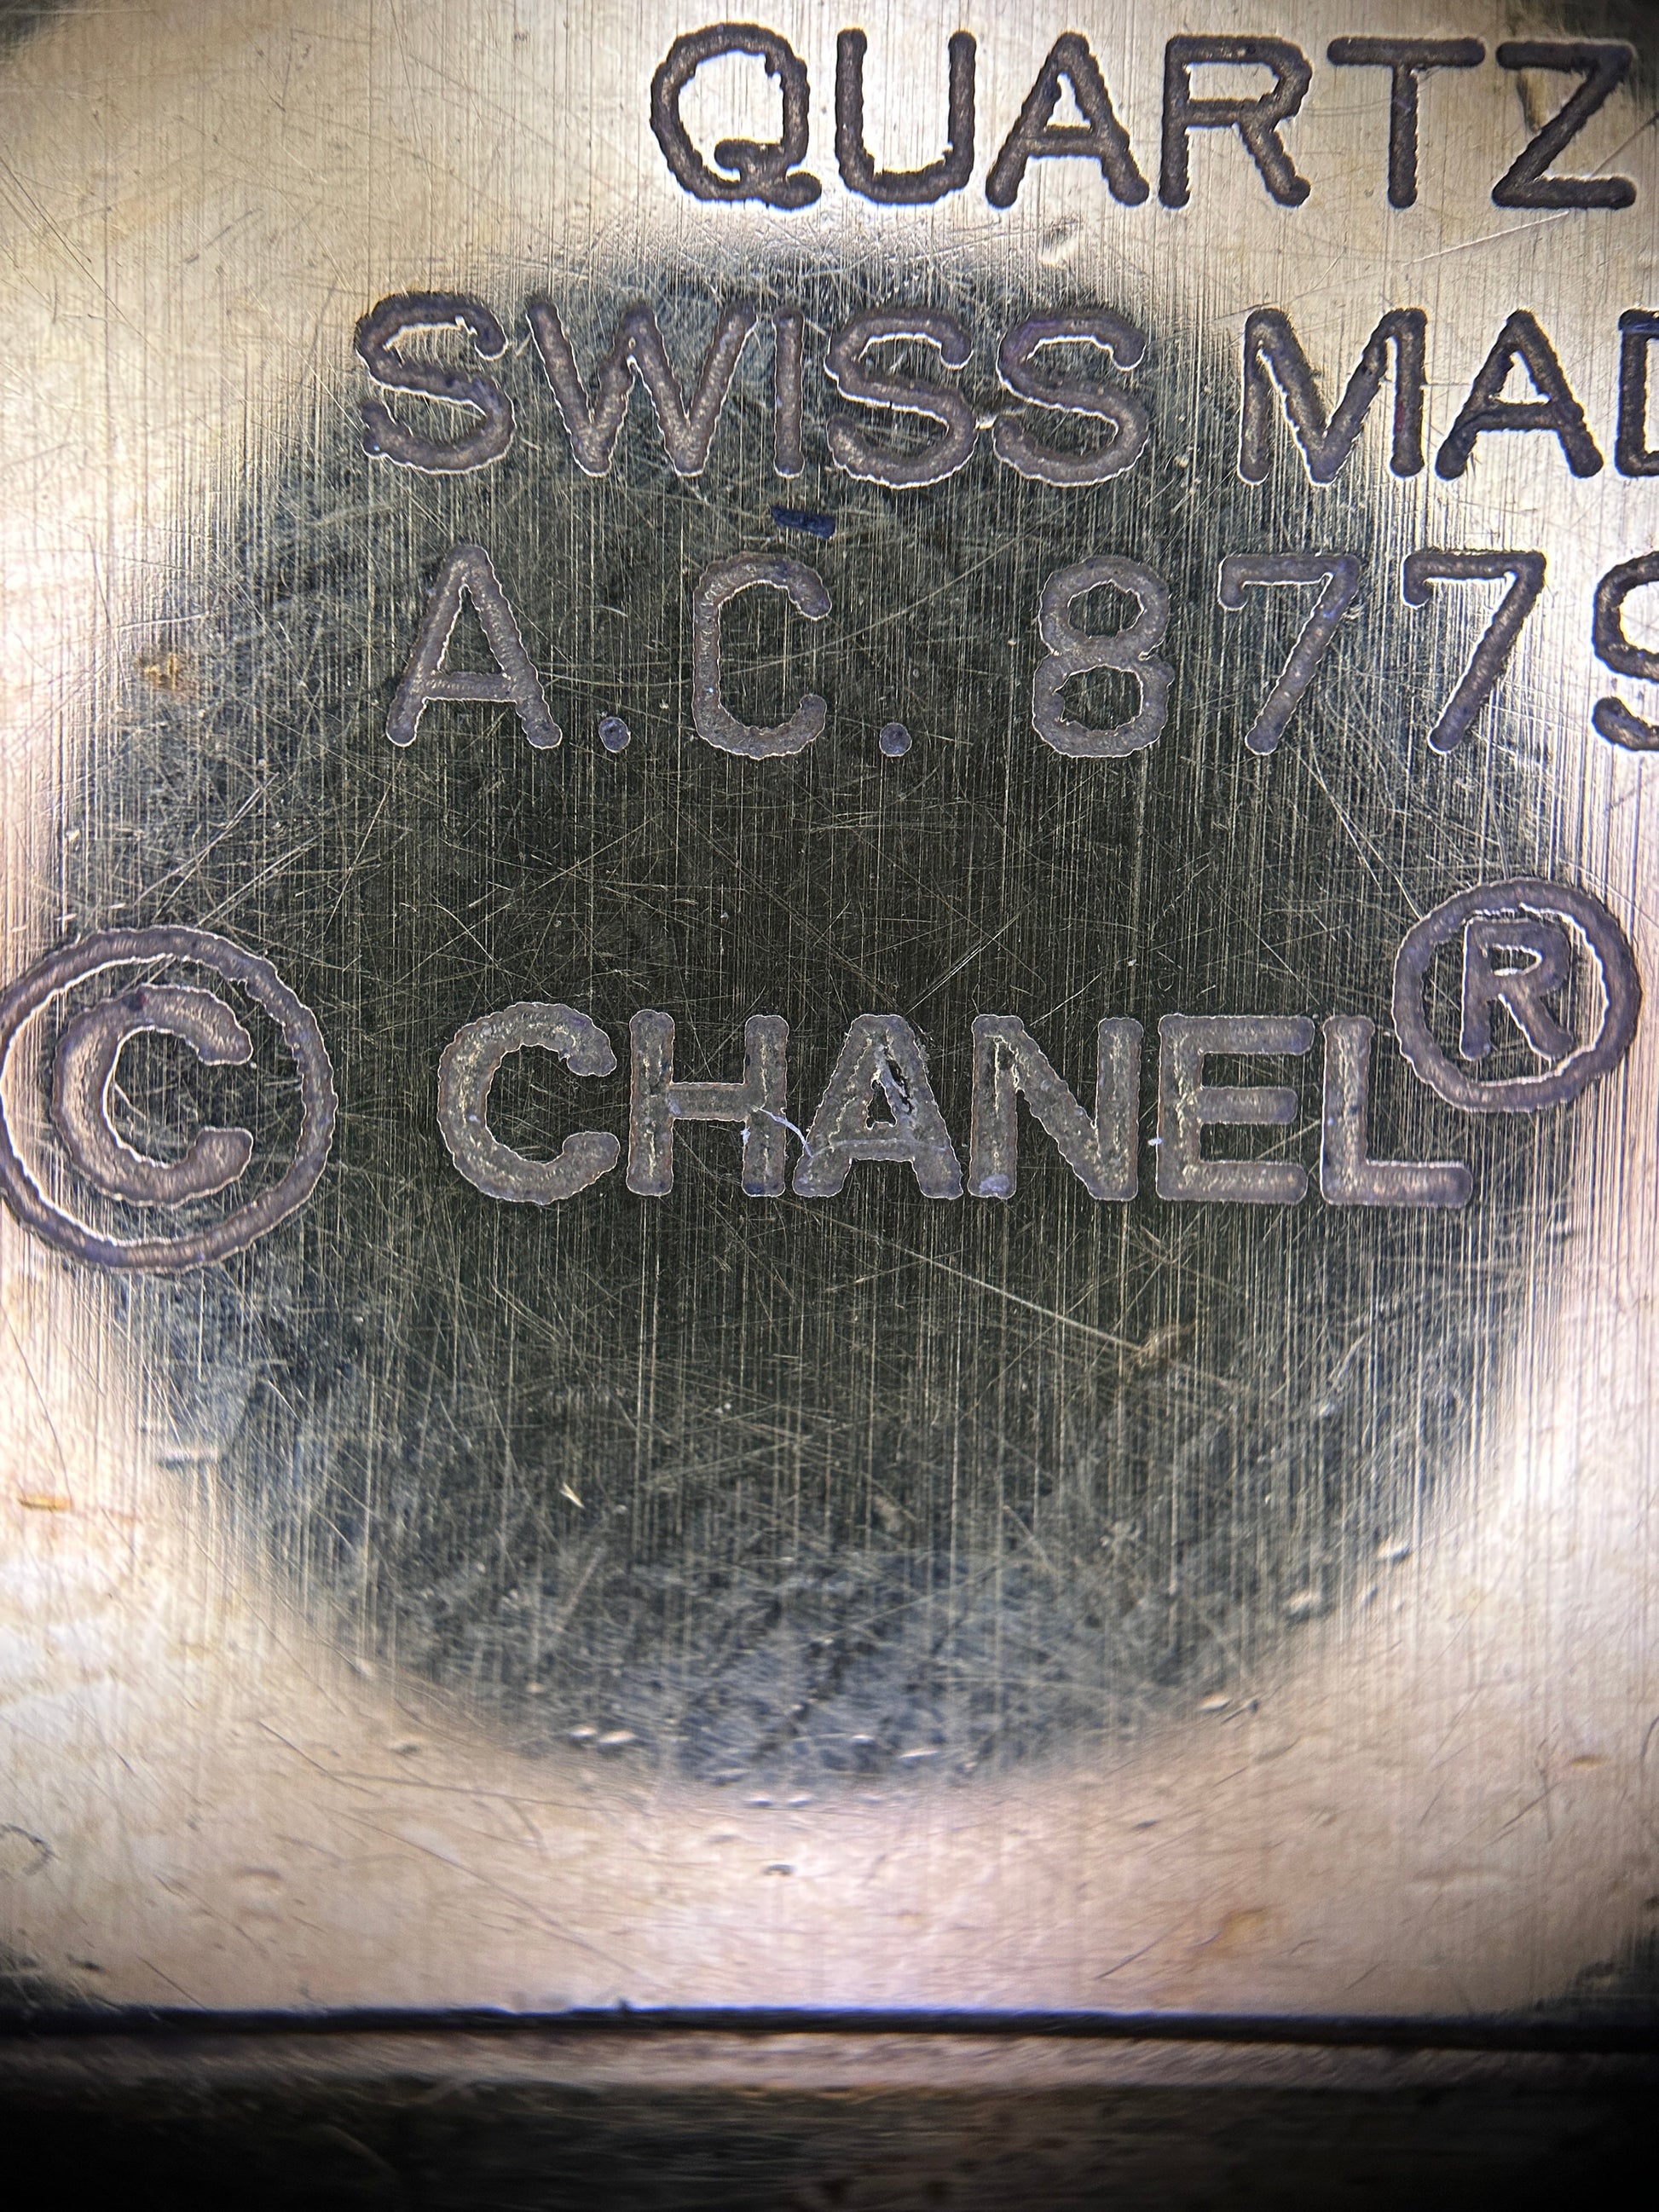 QUARTZ
SWISS MAD
A.C. 877
© CHANEL®